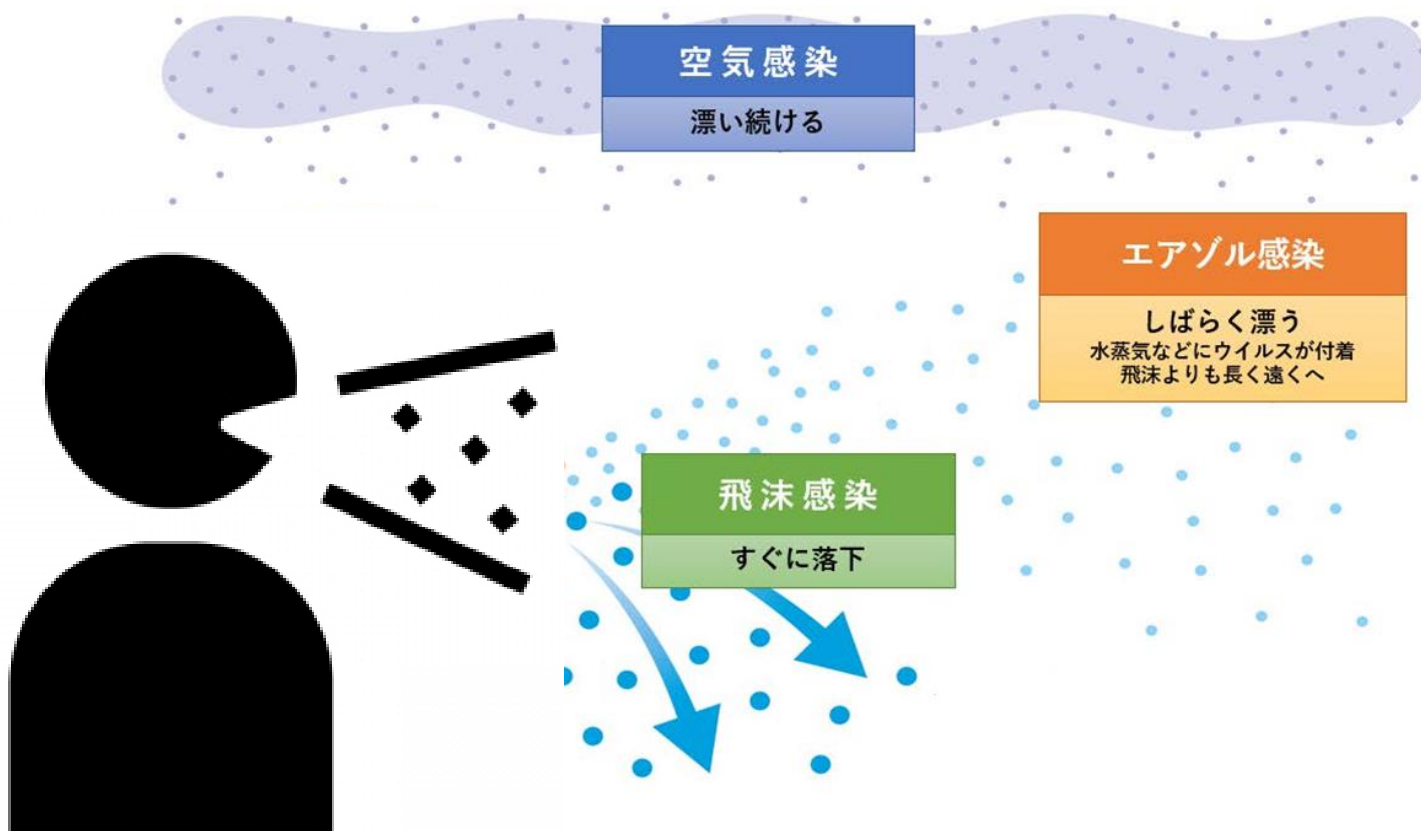 空気感染
漂い続ける
エアゾル感染
しばらく漂う
水蒸気などにウイルスが付着
飛沫よりも長く遠くへ
飛沫感染
すぐに落下